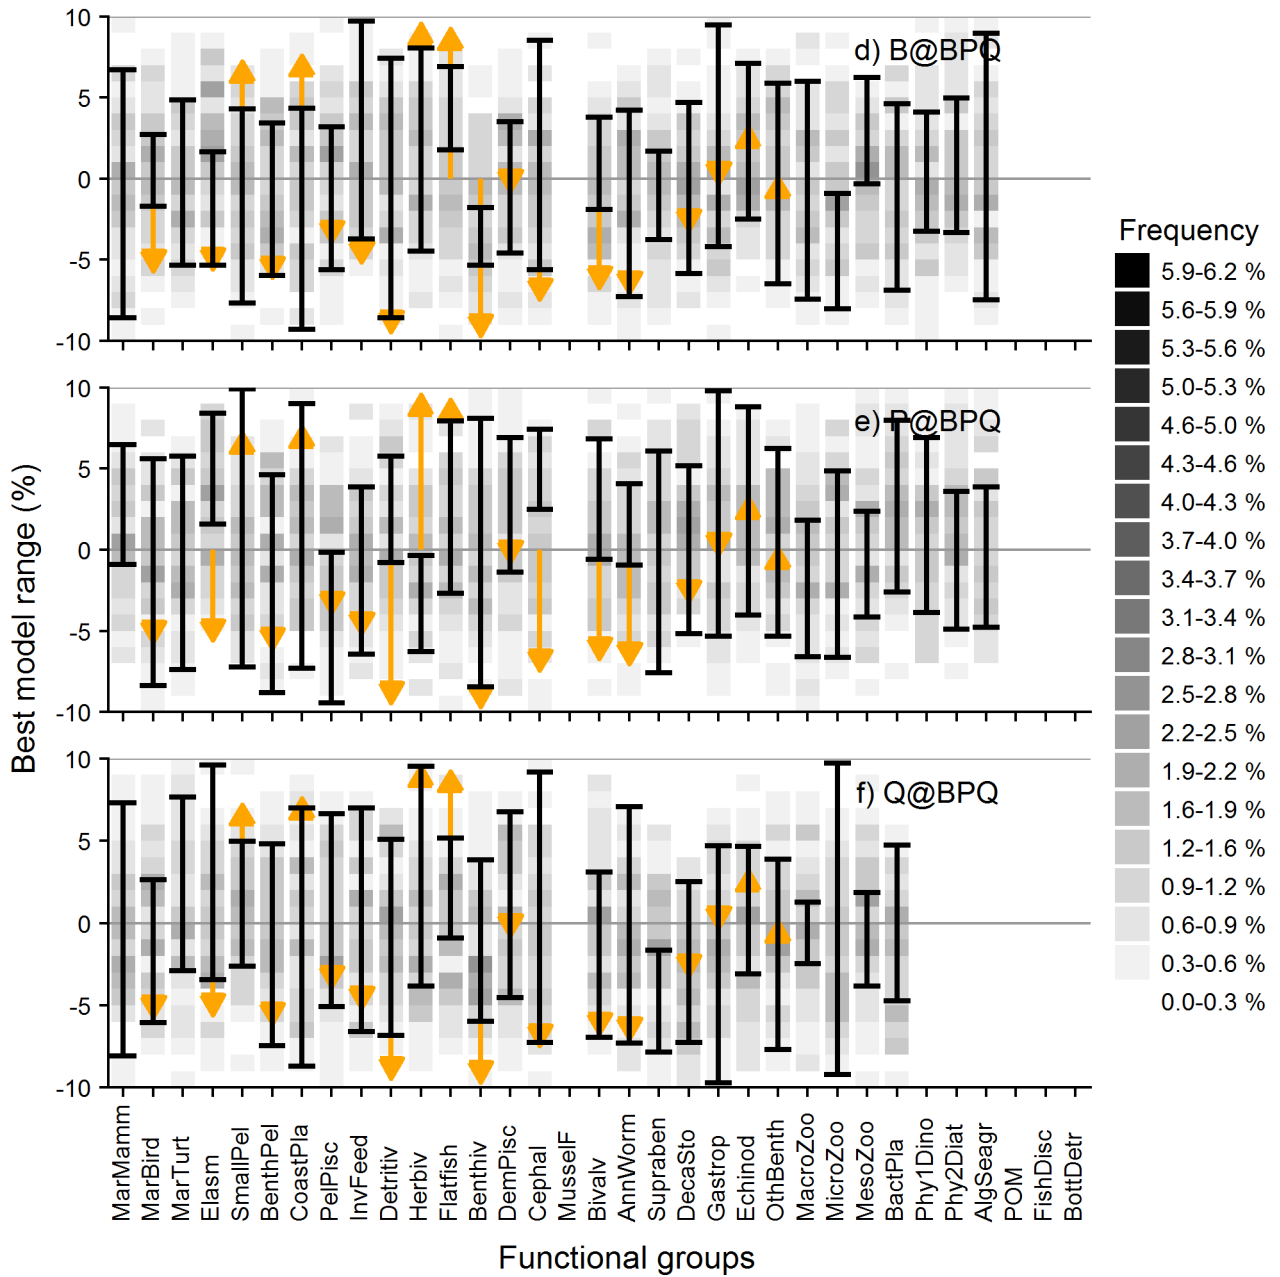 10
5
0
-5
-10
d) B@BPQ
10
5
0
-5
-10
e) P@BPQ
10
5
0
-5
-10
f) Q@BPQ
Best model range (%)
MarMamm
MarBird
MarTurt
Elasm
SmallPel
BenthPel
CoastPla
PelPisc
InvFeed
Detritiv
Herbiv
Flatfish
Benthiv
DemPisc
Cephal
MusselF
Bivalv
AnnWorm
Supraben
DecaSto
Gastrop
Echinod
OthBenth
MacroZoo
MicroZoo
MesoZoo
BactPla
Phy1Dino
Phy2Diat
AlgSeagr
POM
FishDisc
BottDetr
Functional groups
Frequency
5.9-6.2 %
5.6-5.9 %
5.3-5.6 %
5.0-5.3 %
4.6-5.0 %
4.3-4.6 %
4.0-4.3 %
3.7-4.0 %
3.4-3.7 %
3.1-3.4 %
2.8-3.1 %
2.5-2.8 %
2.2-2.5 %
1.9-2.2 %
1.6-1.9 %
1.2-1.6 %
0.9-1.2 %
0.6-0.9 %
0.3-0.6 %
0.0-0.3 %